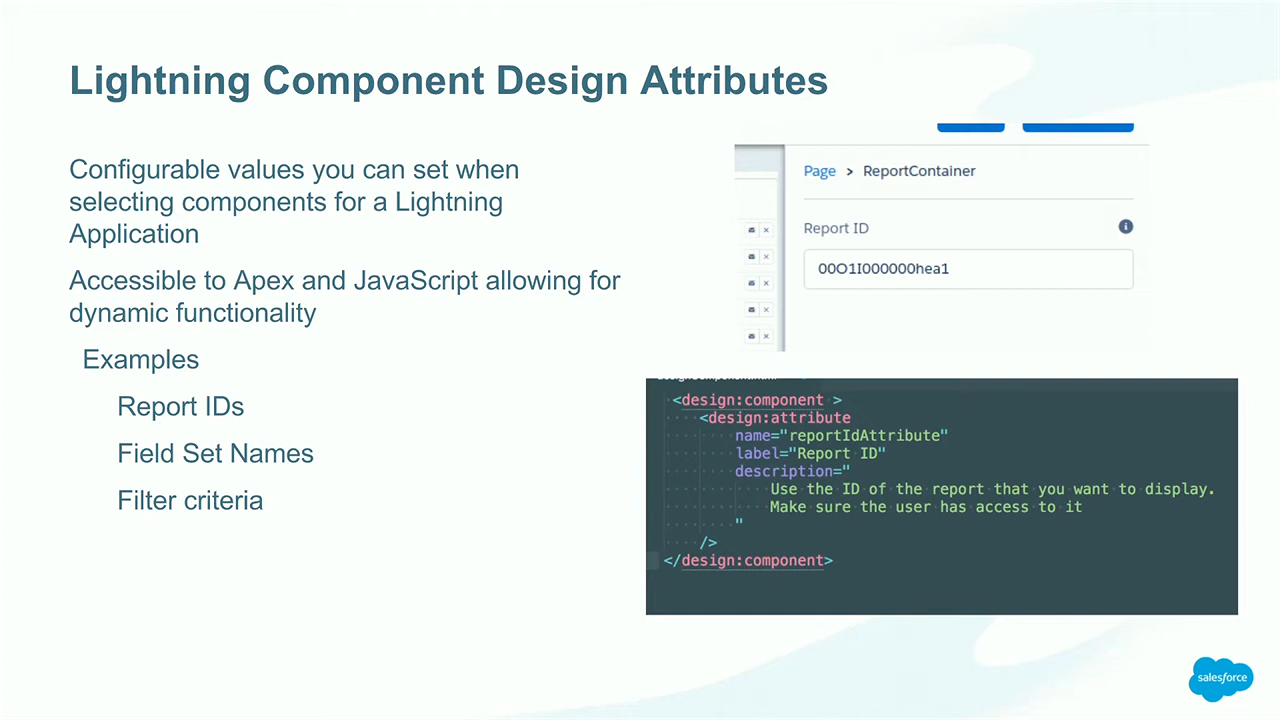 Lightning Component Design Attributes
Configurable values you can set when
selecting components for a Lightning
Application
Accessible to Apex and JavaScript allowing for
dynamic functionality
Examples
Report IDs
Field Set Names
Filter criteria
Page > ReportContainer
Report ID
00O1I000000hea1
<design:component >
<design:attribute
name="reportIdAttribute"
label="Report ID"
description="
Use the ID of the report that you want to display.
Make sure the user has access to it
"
/>
</design:component>
salesforce